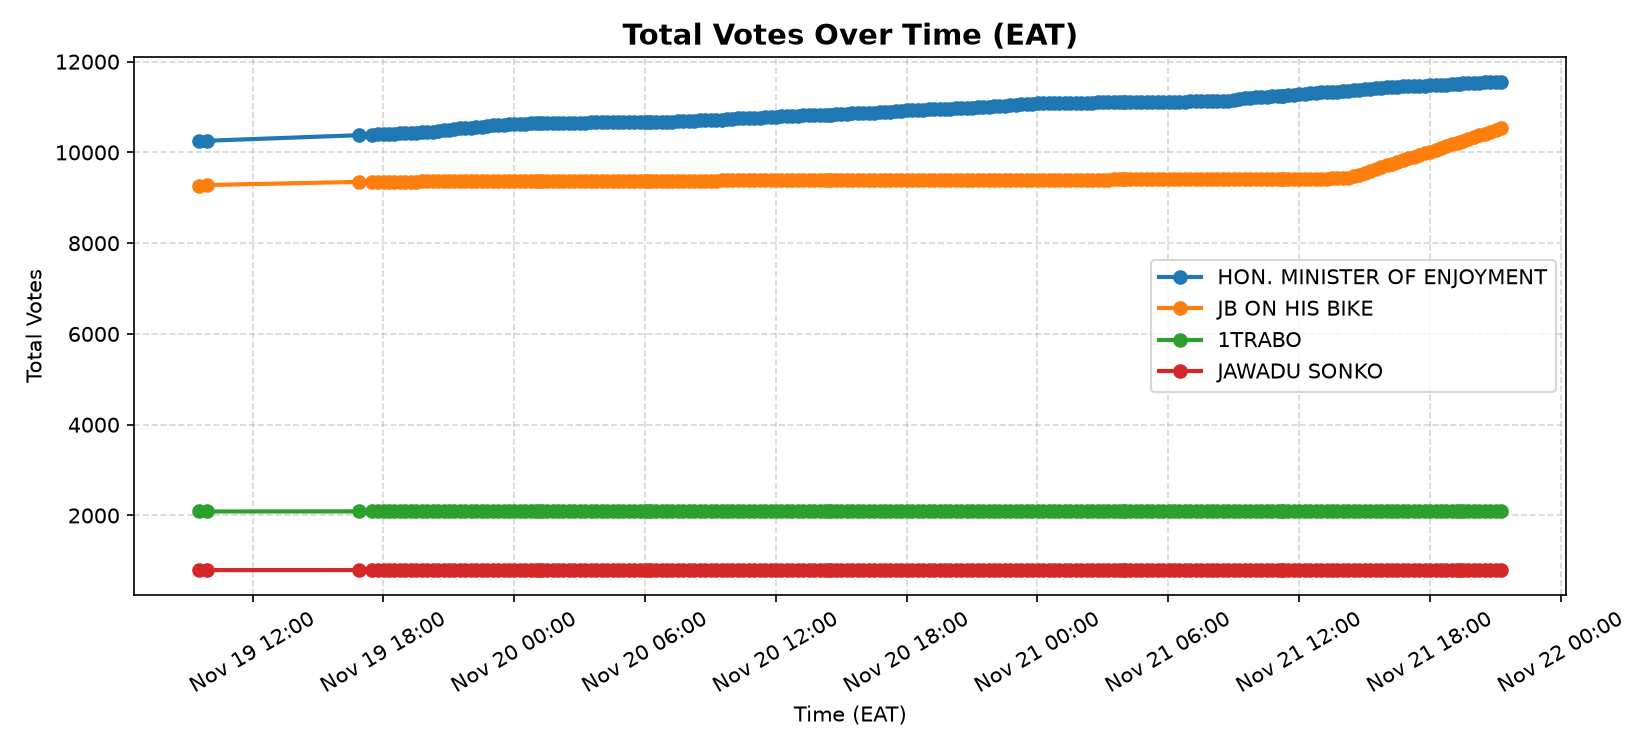 Total Votes Over Time (EAT)
12000
10000
8000
6000
4000
2000
Total Votes
HON. MINISTER OF ENJOYMENT
JB ON HIS BIKE
1TRABO
JAWADU SONKO
Nov 19 12:00
Nov 19 18:00
Nov 20 00:00
Nov 20 06:00
Nov 20 12:00
Nov 20 18:00
Nov 21 00:00
Nov 21 06:00
Nov 21 12:00
Nov 21 18:00
Nov 22 00:00
Time (EAT)